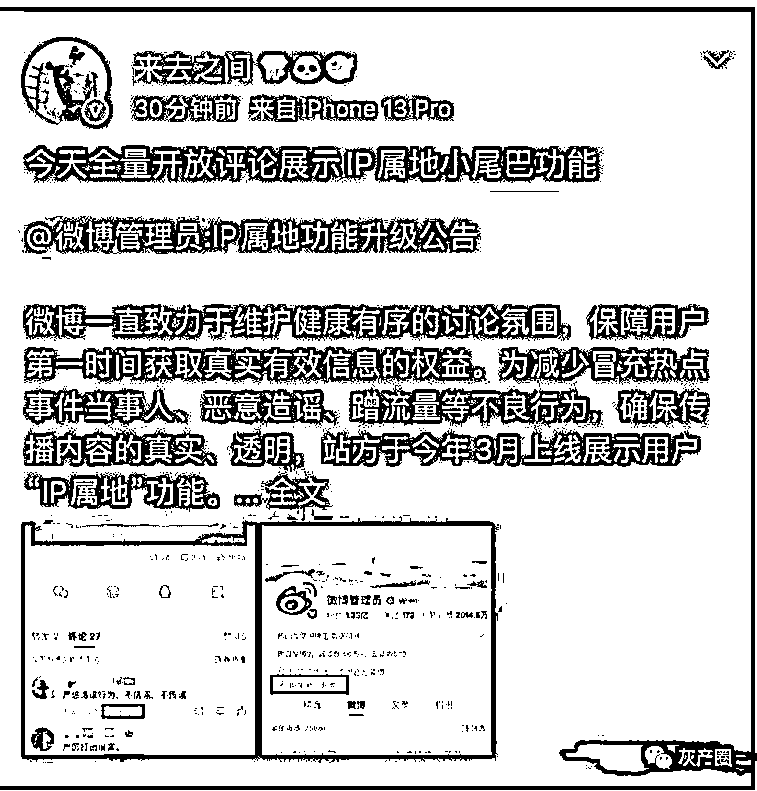 来去之间
30分钟前 来自 iPhone 13 Pro
今天全量开放评论展示IP属地小尾巴功能
@微博管理员:IP属地功能升级公告
微博一直致力于维护健康有序的讨论氛围，保障用户
第一时间获取真实有效信息的权益。为减少冒充热点
事件当事人、恶意造谣、蹭流量等不良行为，确保传
播内容的真实、透明，站方于今年3月上线展示用户
“IP属地”功能。... 全文
评论 27
微博管理员
微博
灰产圈